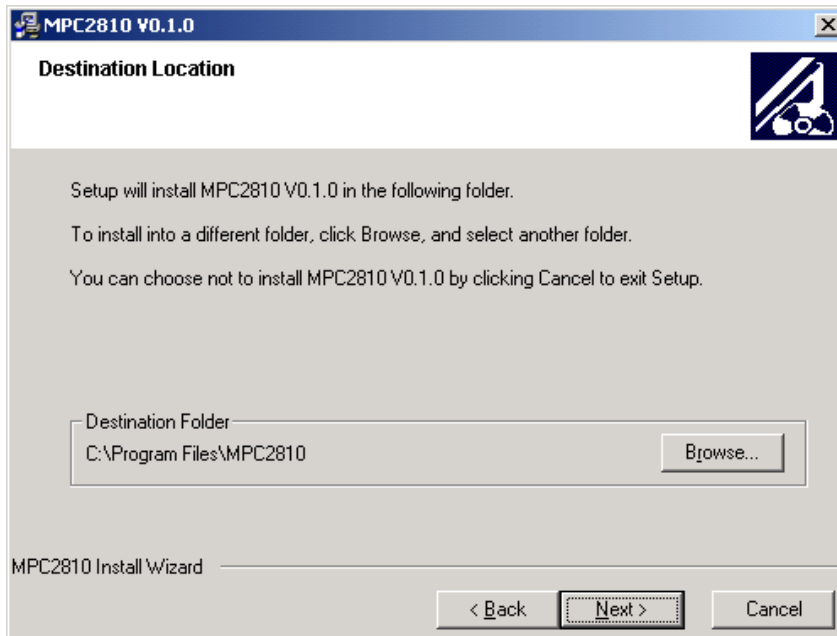 MPC2810 V0.1.0
Destination Location
Setup will install MPC2810 V0.1.0 in the following folder.
To install into a different folder, click Browse, and select another folder.
You can choose not to install MPC2810 V0.1.0 by clicking Cancel to exit Setup.
Destination Folder
C:\Program Files\MPC2810
Browse...
MPC2810 Install Wizard
< Back Next > Cancel